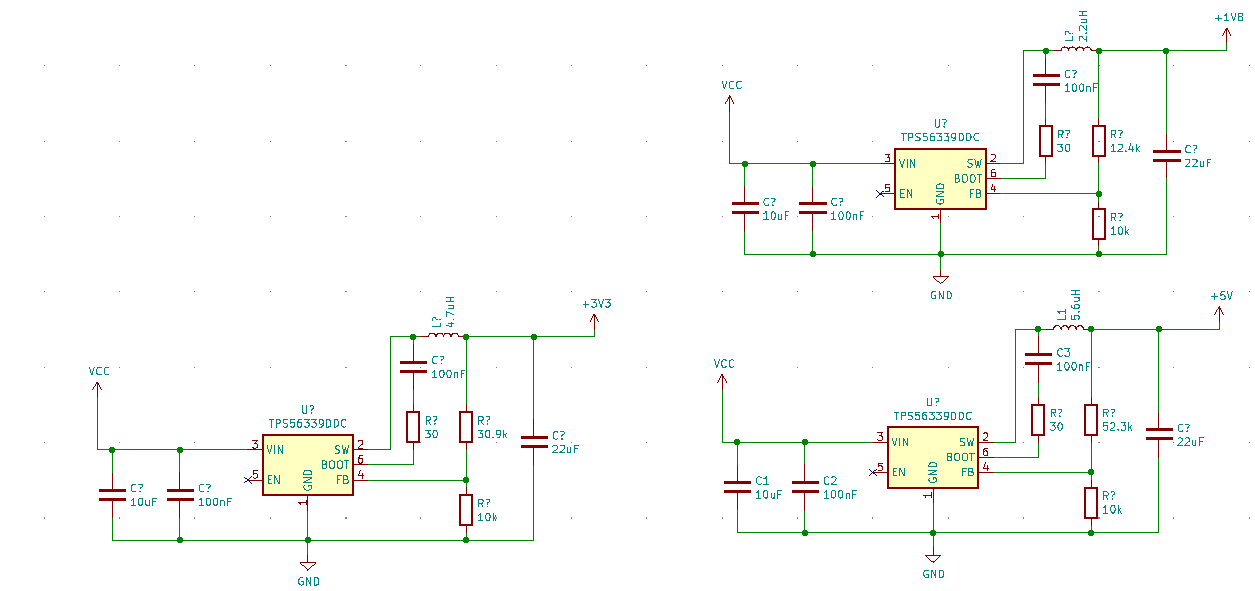 +1V8
L?
2.2uH
C?
100nF
VCC
U?
TPS56339DDC
R?
30
R?
12.4k
C?
22uF
3
VIN
SW
2
BOOT
6
5
EN
FB
4
GND
1
C?
10uF
C?
100nF
R?
10k
GND
+3V3
L?
4.7uH
C?
100nF
VCC
U?
TPS56339DDC
R?
30
R?
30.9k
C?
22uF
3
VIN
SW
2
BOOT
6
5
EN
FB
4
GND
1
C?
10uF
C?
100nF
R?
10k
GND
+5V
L1
5.6uH
C3
100nF
VCC
U?
TPS56339DDC
R?
30
R?
52.3k
C?
22uF
3
VIN
SW
2
BOOT
6
5
EN
FB
4
GND
1
C1
10uF
C2
100nF
R?
10k
GND